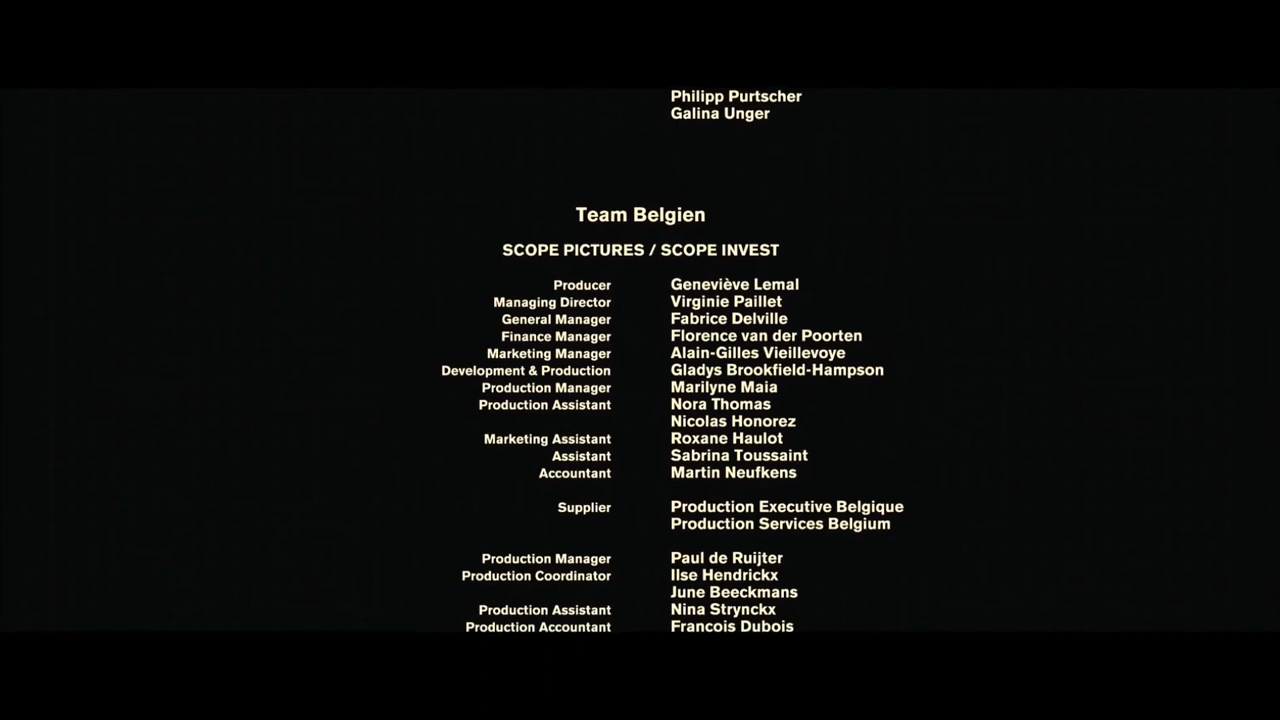 Philipp Purtscher
Galina Unger
Team Belgien
SCOPE PICTURES / SCOPE INVEST
Producer Geneviève Lemal
Managing Director Virginie Paillet
General Manager Fabrice Delville
Finance Manager Florence van der Poorten
Marketing Manager Alain-Gilles Vieillevoye
Development & Production Gladys Brookfield-Hampson
Production Manager Marilyne Maia
Production Assistant Nora Thomas
Nicolas Honorez
Marketing Assistant Roxane Haulot
Assistant Sabrina Toussaint
Accountant Martin Neufkens
Supplier Production Executive Belgique
Production Services Belgium
Production Manager Paul de Ruijter
Production Coordinator Ilse Hendrickx
June Beeckmans
Production Assistant Nina Strynckx
Production Accountant François Dubois